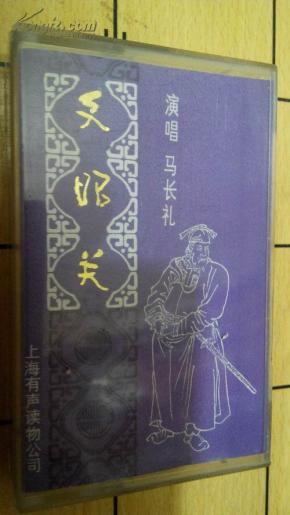 文昭关
演唱 马长礼
上海有声读物公司